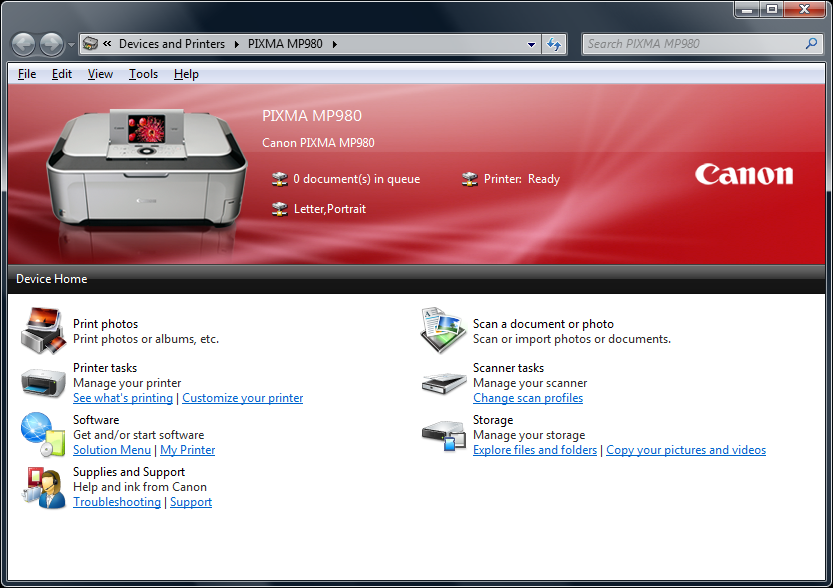 « Devices and Printers ▸ PIXMA MP980 ▸
Search PIXMA MP980
File Edit View Tools Help
PIXMA MP980
Canon PIXMA MP980
0 document(s) in queue
Printer: Ready
Letter,Portrait
Canon
Device Home
Print photos
Print photos or albums, etc.
Scan a document or photo
Scan or import photos or documents.
Printer tasks
Manage your printer
See what's printing | Customize your printer
Scanner tasks
Manage your scanner
Change scan profiles
Software
Get and/or start software
Solution Menu | My Printer
Storage
Manage your storage
Explore files and folders | Copy your pictures and videos
Supplies and Support
Help and ink from Canon
Troubleshooting | Support